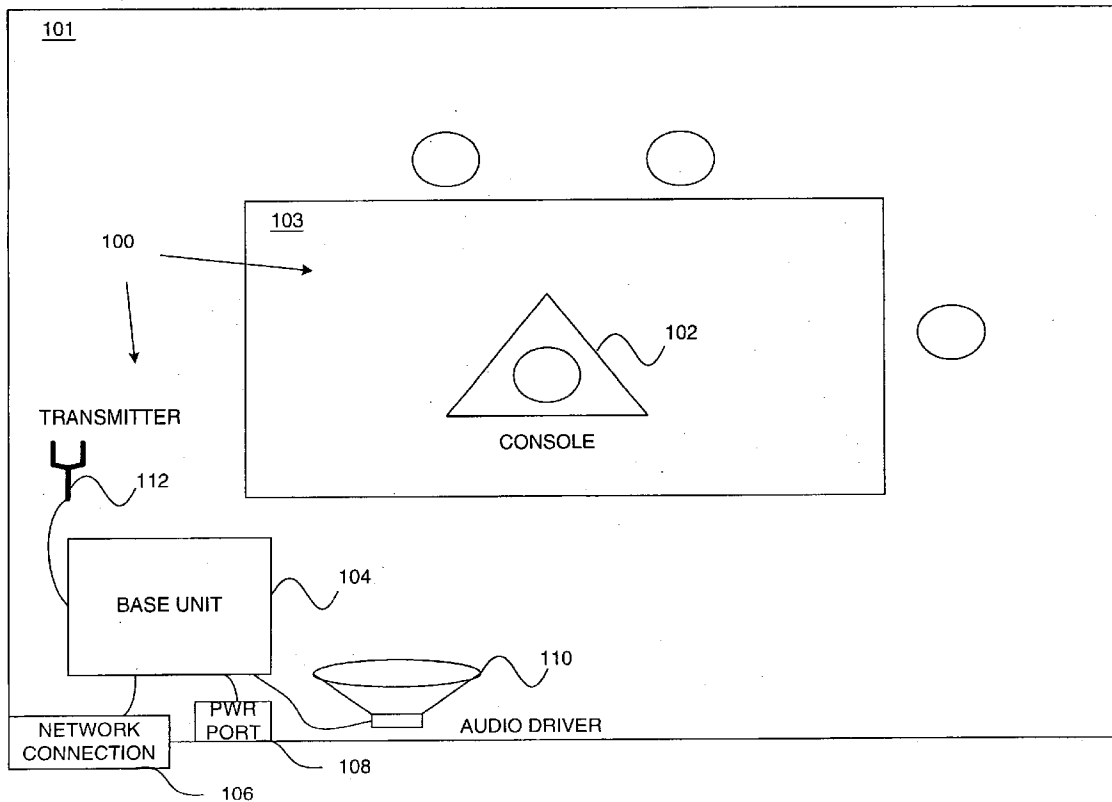 101
103
100
102
CONSOLE
TRANSMITTER
112
BASE UNIT
104
110
PWR
PORT
AUDIO DRIVER
NETWORK
CONNECTION
108
106